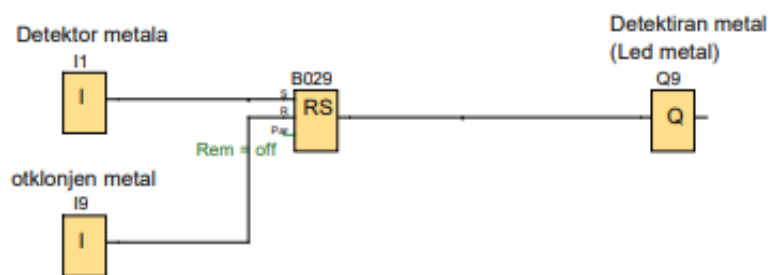 Detektor metala
I1
I
S
R
Par
B029
RS
Rem = off
Detektiran metal
(Led metal)
Q9
Q
otklonjen metal
I9
I